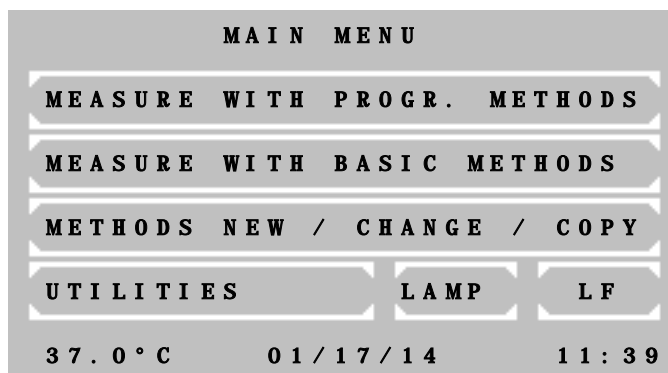 MAIN MENU
MEASURE WITH PROGR. METHODS
MEASURE WITH BASIC METHODS
METHODS NEW / CHANGE / COPY
UTILITIES LAMP LF
37.0°C 01/17/14 11:39